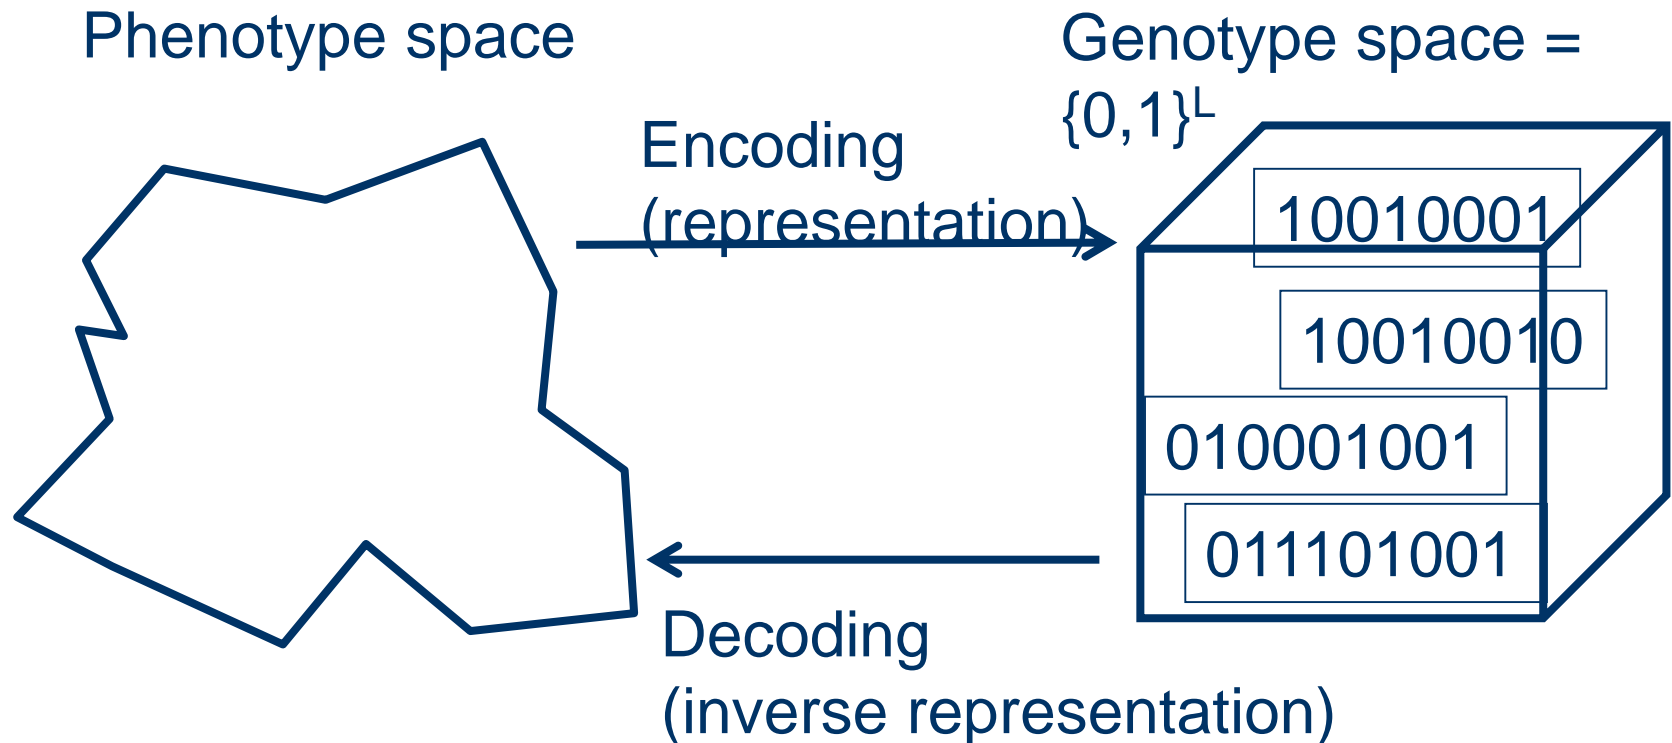 Phenotype space
Genotype space =
{0,1}ᴸ
Encoding
(representation)
10010001
10010010
010001001
011101001
Decoding
(inverse representation)